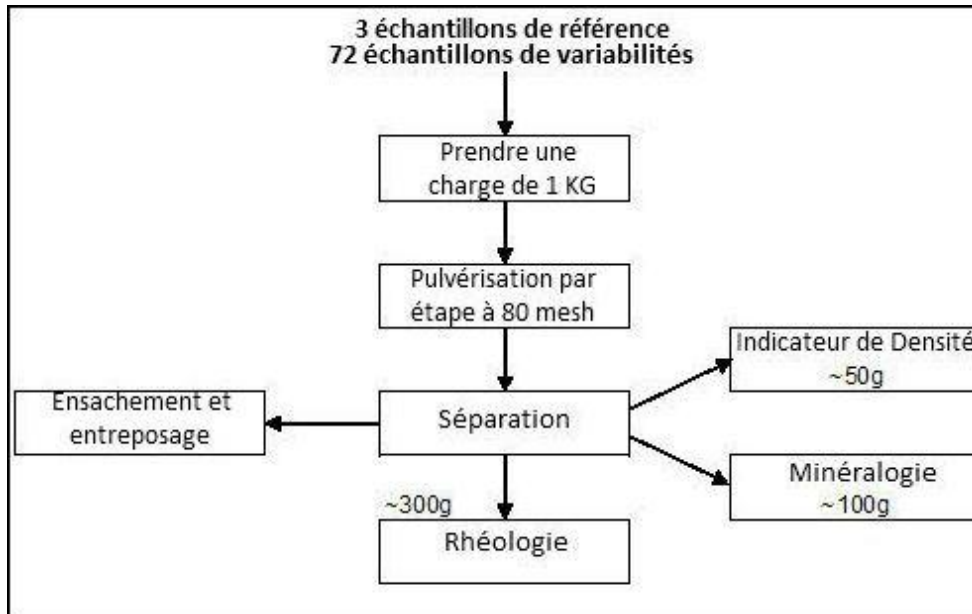 3 échantillons de référence
72 échantillons de variabilités
Prendre une
charge de 1 KG
Pulvérisation par
étape à 80 mesh
Indicateur de Densité
~50g
Ensachement et
entreposage
Séparation
Minéralogie
~100g
~300g
Rhéologie